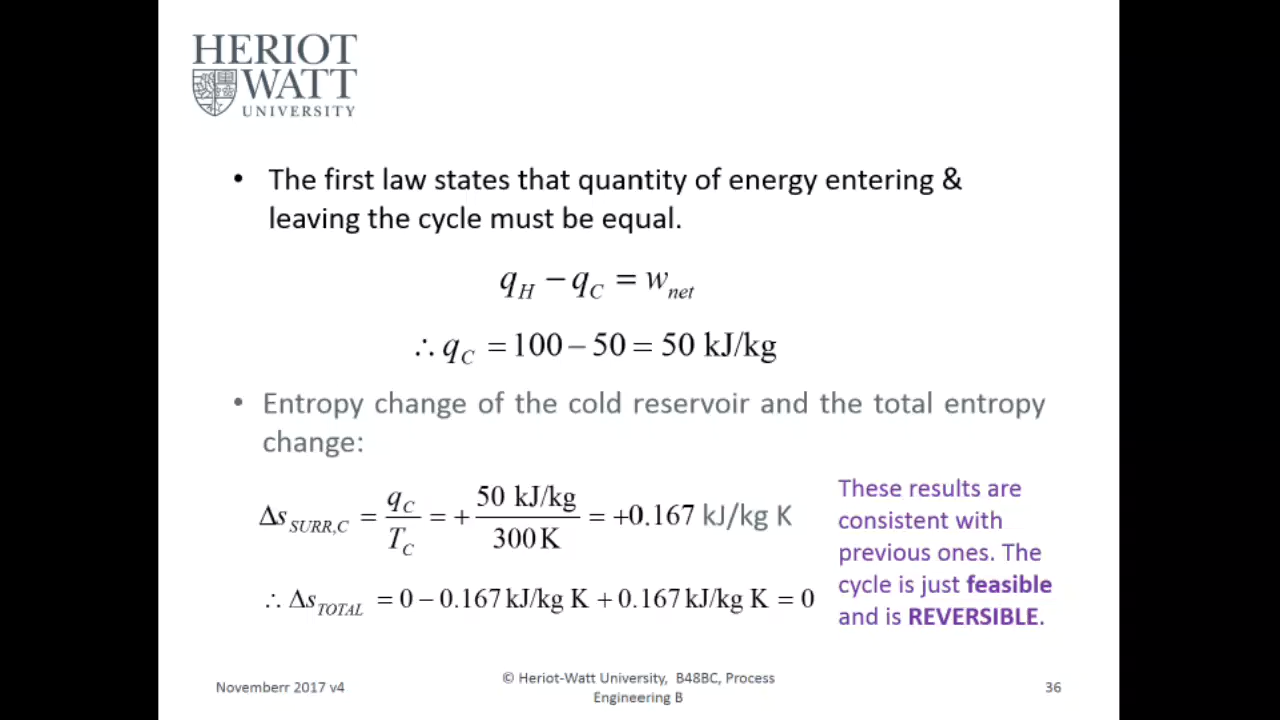 HERIOT
WATT
UNIVERSITY
• The first law states that quantity of energy entering &
leaving the cycle must be equal.
q_H − q_C = w_net
∴ q_C = 100 − 50 = 50 kJ/kg
• Entropy change of the cold reservoir and the total entropy
change:
Δs_SURR,C = q_C / T_C = + 50 kJ/kg / 300 K = +0.167 kJ/kg K
∴ Δs_TOTAL = 0 − 0.167 kJ/kg K + 0.167 kJ/kg K = 0
These results are
consistent with
previous ones. The
cycle is just feasible
and is REVERSIBLE.
Novemberr 2017 v4
© Heriot-Watt University, B48BC, Process
Engineering B
36